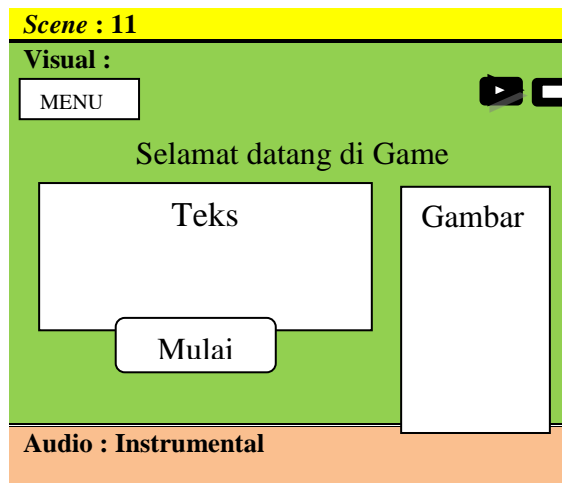 Scene : 11
Visual :
MENU
Selamat datang di Game
Teks
Gambar
Mulai
Audio : Instrumental